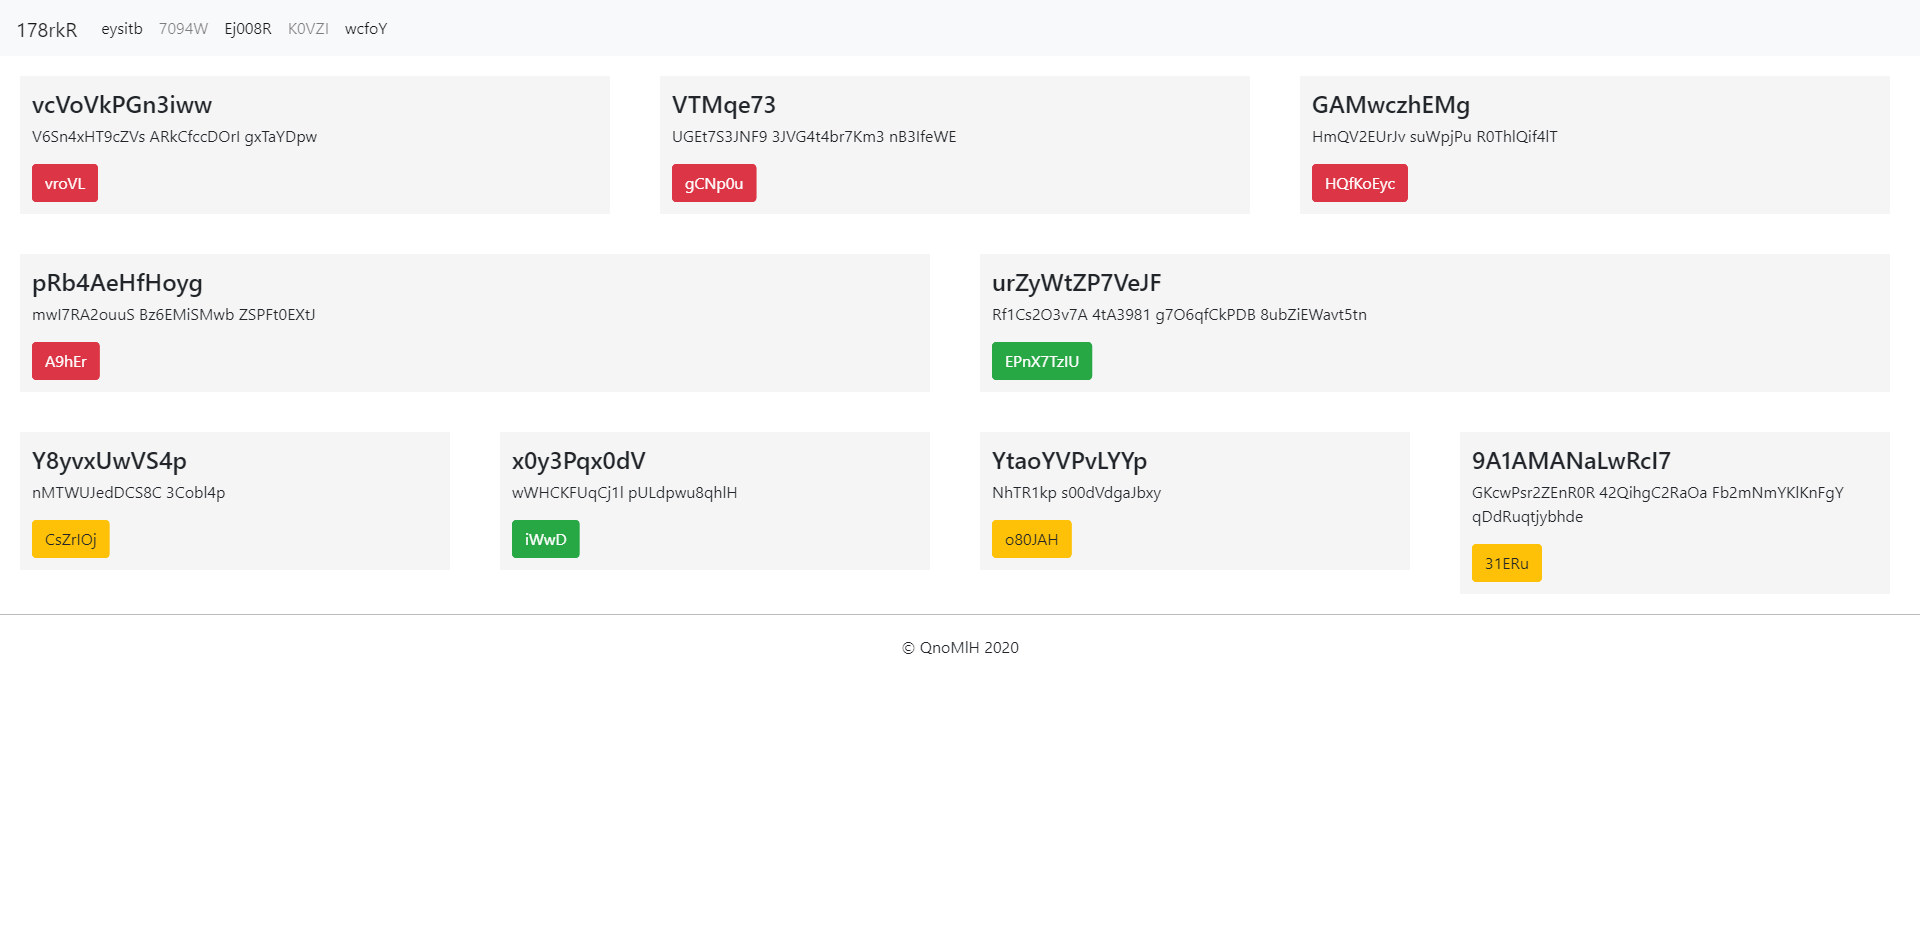 178rkR eysitb 7094W Ej008R K0VZI wcfoY
vcVoVkPGn3iww
V6Sn4xHT9cZVs ARkCfccDOrI gxTaYDpw
vroVL
VTMqe73
UGEt7S3JNF9 3JVG4t4br7Km3 nB3IfeWE
gCNp0u
GAMwczhEMg
HmQV2EUrJv suWpjPu R0ThlQif4lT
HQfKoEyc
pRb4AeHfHoyg
mwI7RA2ouuS Bz6EMiSMwb ZSPFt0EXtJ
A9hEr
urZyWtZP7VeJF
Rf1Cs2O3v7A 4tA3981 g7O6qfCkPDB 8ubZiEWavt5tn
EPnX7TzIU
Y8yvxUwVS4p
nMTWUJedDCS8C 3Cobl4p
CsZrIOj
x0y3Pqx0dV
wWHCKFUqCj1l pULdpwu8qhlH
iWwD
YtaoYVPvLYYp
NhTR1kp s00dVdgaJbxy
o80JAH
9A1AMANaLwRcI7
GKcwPsr2ZEnR0R 42QihgC2RaOa Fb2mNmYKlKnFgY
qDdRuqtjybhde
31ERu
© QnoMlH 2020